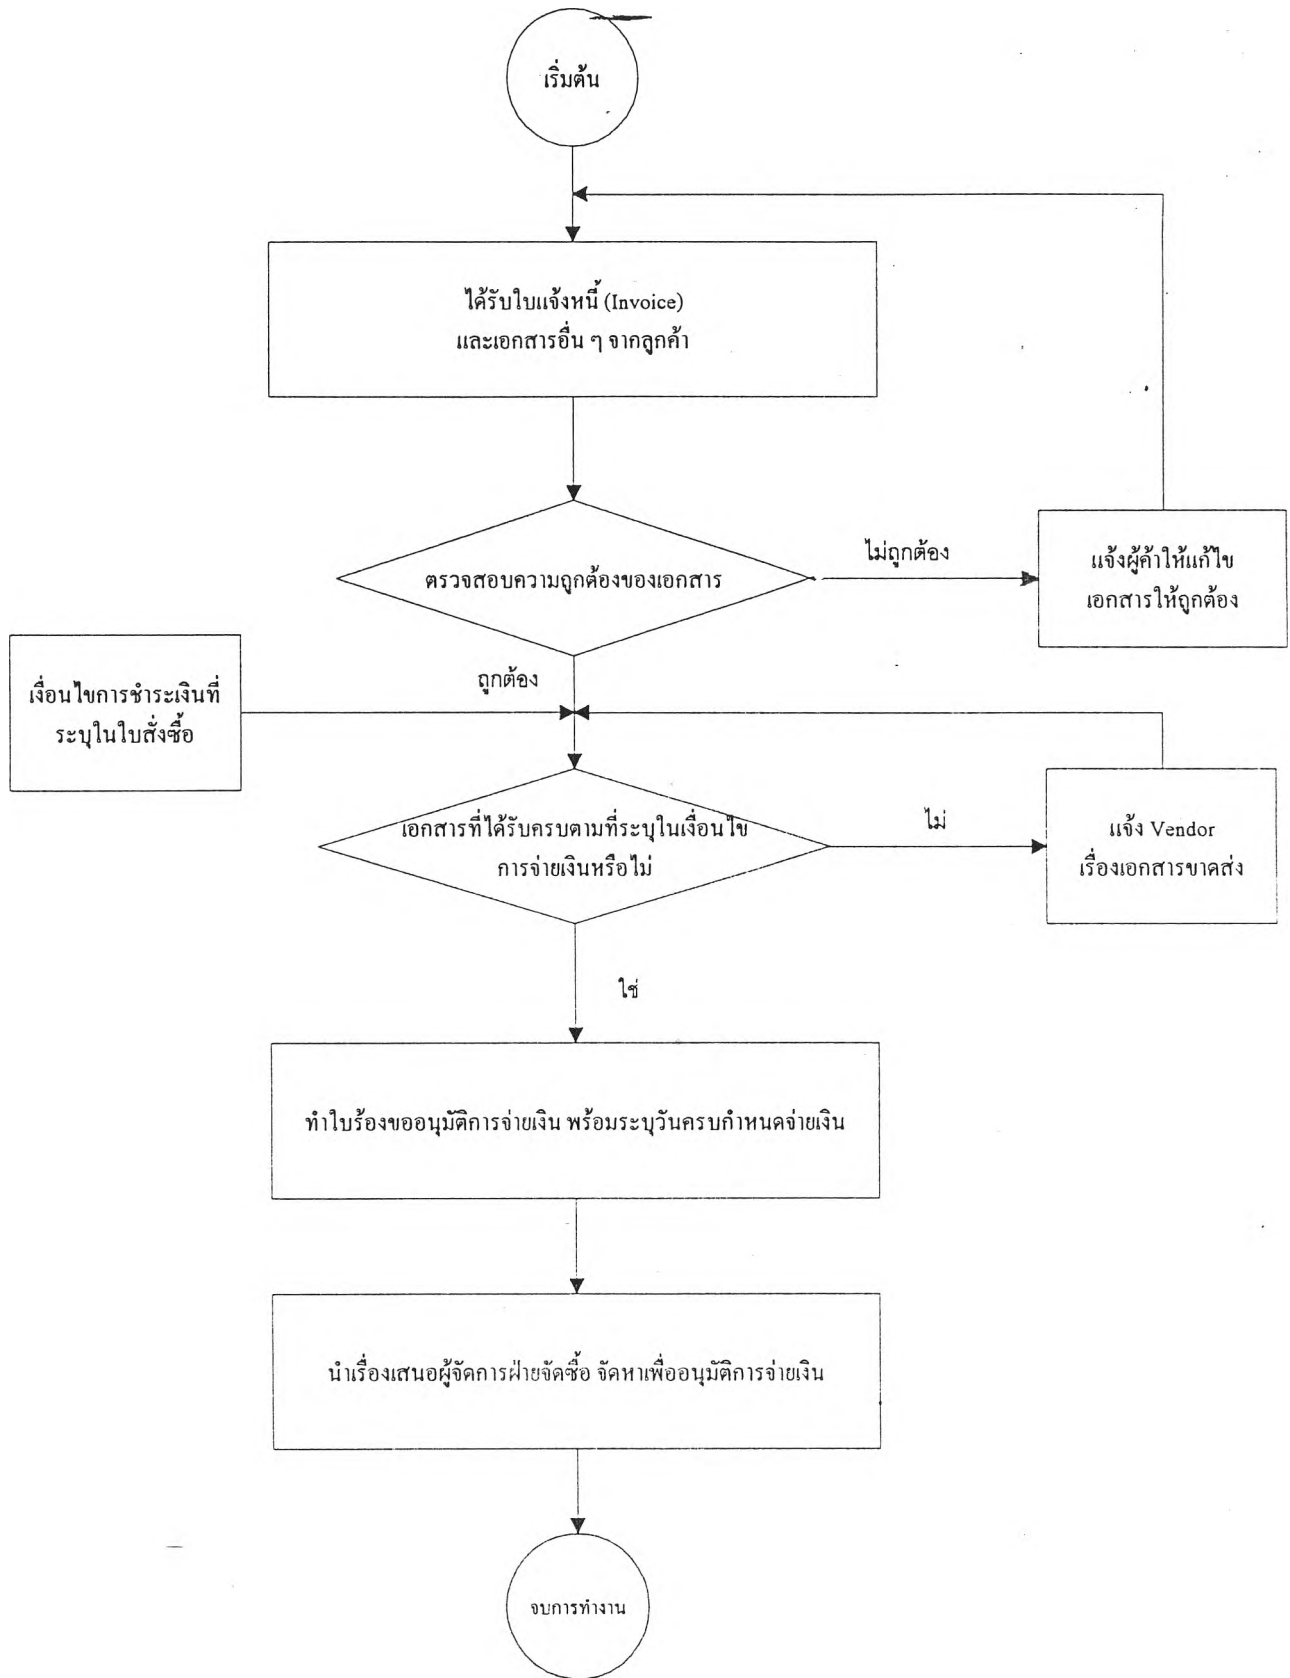 เริ่มต้น
ได้รับใบแจ้งหนี้ (Invoice)
และเอกสารอื่น ๆ จากลูกค้า
ตรวจสอบความถูกต้องของเอกสาร
ไม่ถูกต้อง
แจ้งผู้ค้าให้แก้ไข
เอกสารให้ถูกต้อง
ถูกต้อง
เงื่อนไขการชำระเงินที่
ระบุในใบสั่งซื้อ
เอกสารที่ได้รับครบตามที่ระบุในเงื่อนไข
การจ่ายเงินหรือไม่
ไม่
แจ้ง Vendor
เรื่องเอกสารขาดส่ง
ใช่
ทำใบร้องขออนุมัติการจ่ายเงิน พร้อมระบุวันครบกำหนดจ่ายเงิน
นำเรื่องเสนอผู้จัดการฝ่ายจัดซื้อ จัดหาเพื่ออนุมัติการจ่ายเงิน
จบการทำงาน